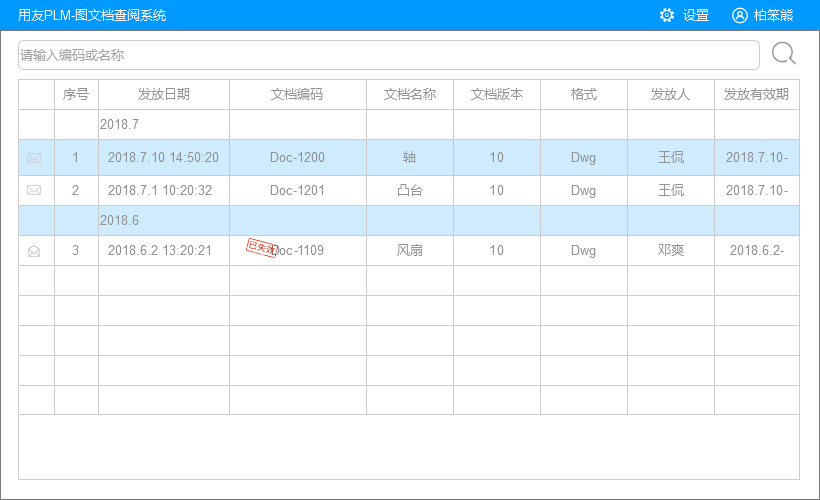 用友PLM-图文档查阅系统 设置 柏笨熊
请输入编码或名称
序号 发放日期 文档编码 文档名称 文档版本 格式 发放人 发放有效期
2018.7
1 2018.7.10 14:50:20 Doc-1200 轴 10 Dwg 王侃 2018.7.10-
2 2018.7.1 10:20:32 Doc-1201 凸台 10 Dwg 王侃 2018.7.10-
2018.6
3 2018.6.2 13:20:21 已失效 Doc-1109 风扇 10 Dwg 邓爽 2018.6.2-